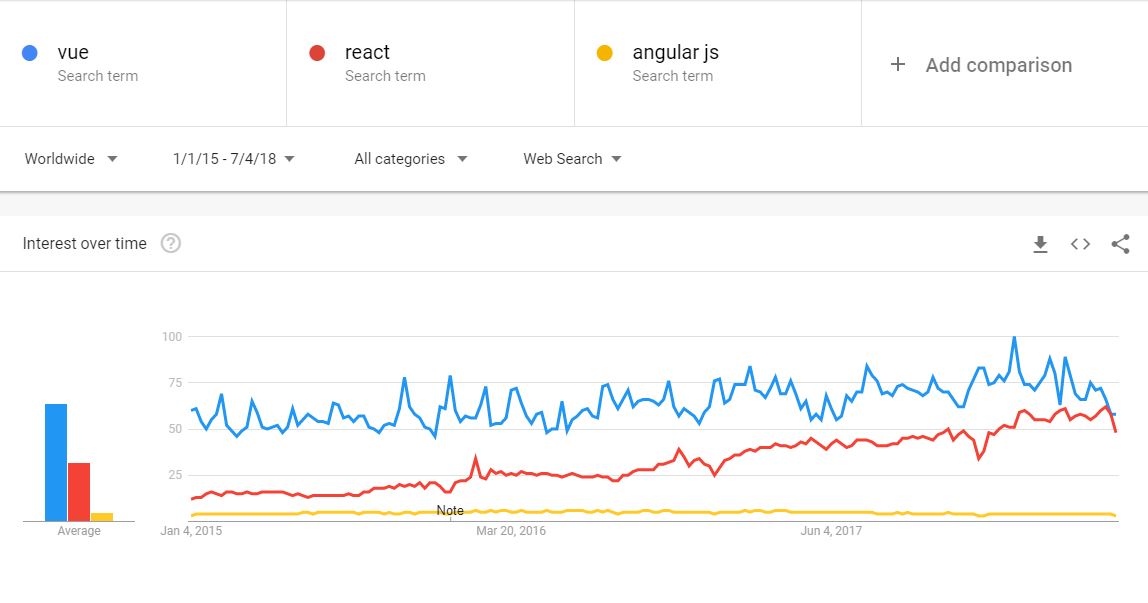 vue
Search term
react
Search term
angular js
Search term
+ Add comparison
Worldwide
1/1/15 - 7/4/18
All categories
Web Search
Interest over time ?
100
75
50
25
Note
Average
Jan 4, 2015
Mar 20, 2016
Jun 4, 2017